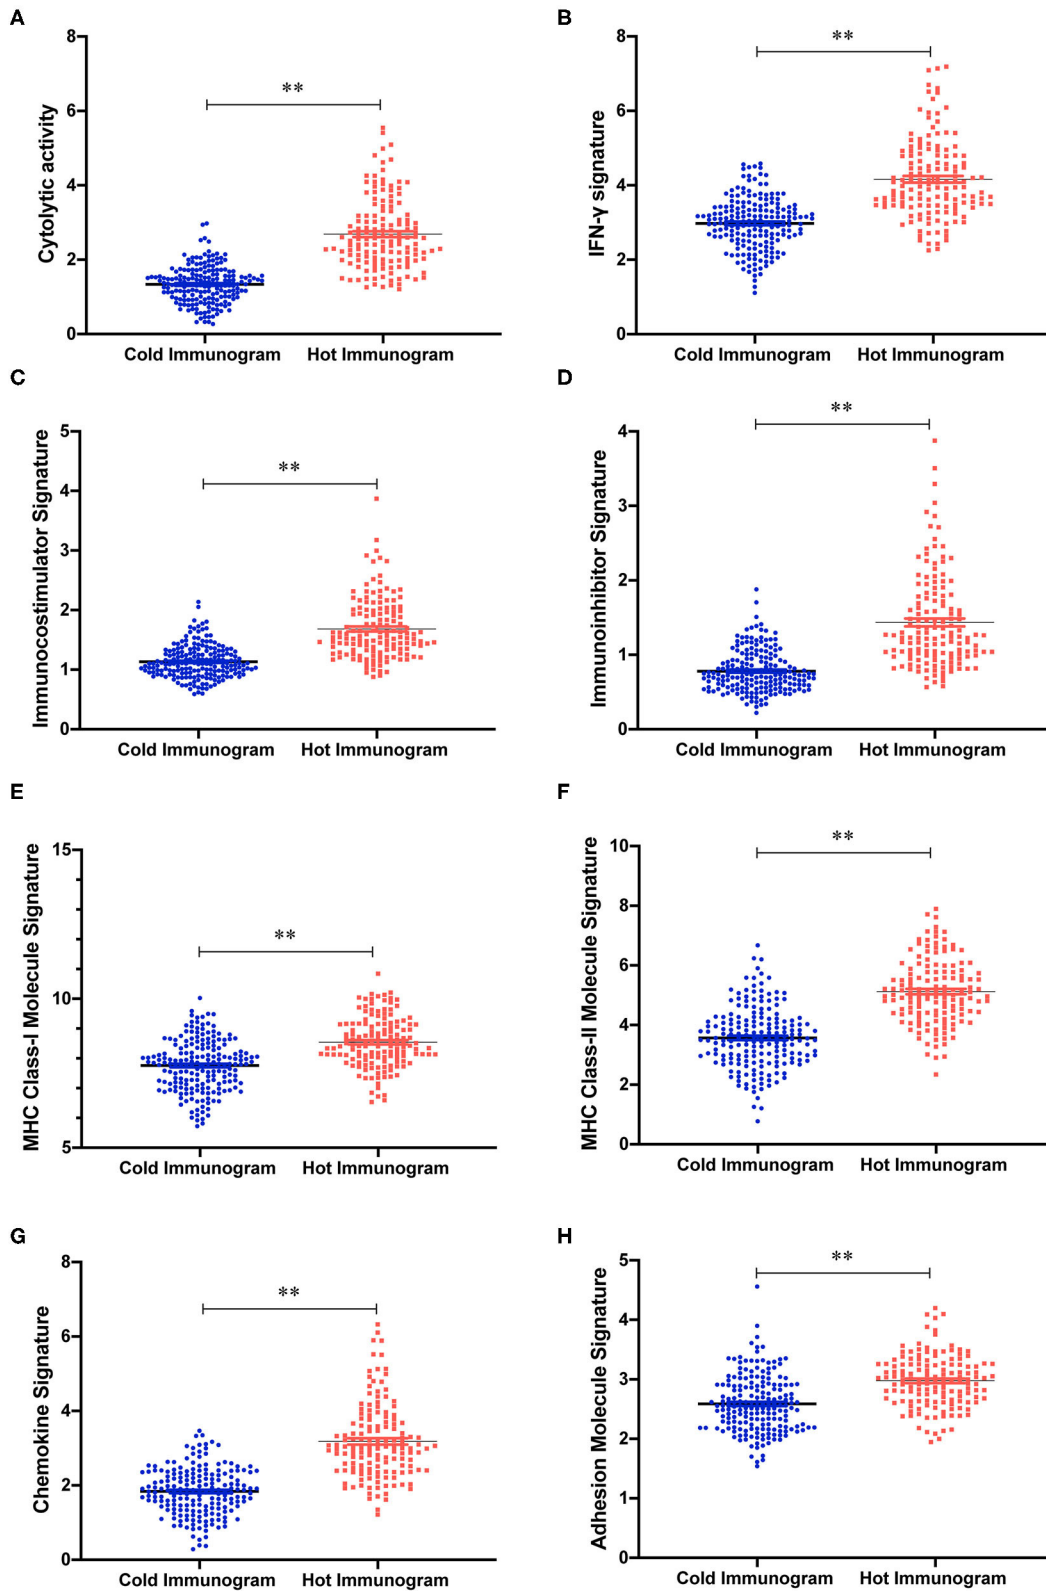 A
B
8
6
4
2
0
Cytolytic activity
**
Cold Immunogram
Hot Immunogram
8
6
4
2
0
IFN-γ signature
**
Cold Immunogram
Hot Immunogram
C
D
5
4
3
2
1
0
Immunocostimulator Signature
**
Cold Immunogram
Hot Immunogram
4
3
2
1
0
Immunoinhibitor Signature
**
Cold Immunogram
Hot Immunogram
E
F
15
10
5
MHC Class-I Molecule Signature
**
Cold Immunogram
Hot Immunogram
10
8
6
4
2
0
MHC Class-II Molecule Signature
**
Cold Immunogram
Hot Immunogram
G
H
8
6
4
2
0
Chemokine Signature
**
Cold Immunogram
Hot Immunogram
5
4
3
2
1
0
Adhesion Molecule Signature
**
Cold Immunogram
Hot Immunogram